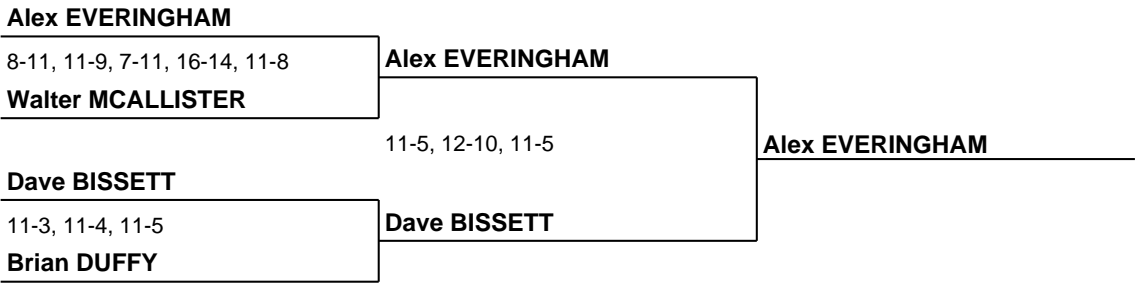 Alex EVERINGHAM
8-11, 11-9, 7-11, 16-14, 11-8
Alex EVERINGHAM
Walter MCALLISTER
11-5, 12-10, 11-5
Alex EVERINGHAM
Dave BISSETT
11-3, 11-4, 11-5
Dave BISSETT
Brian DUFFY